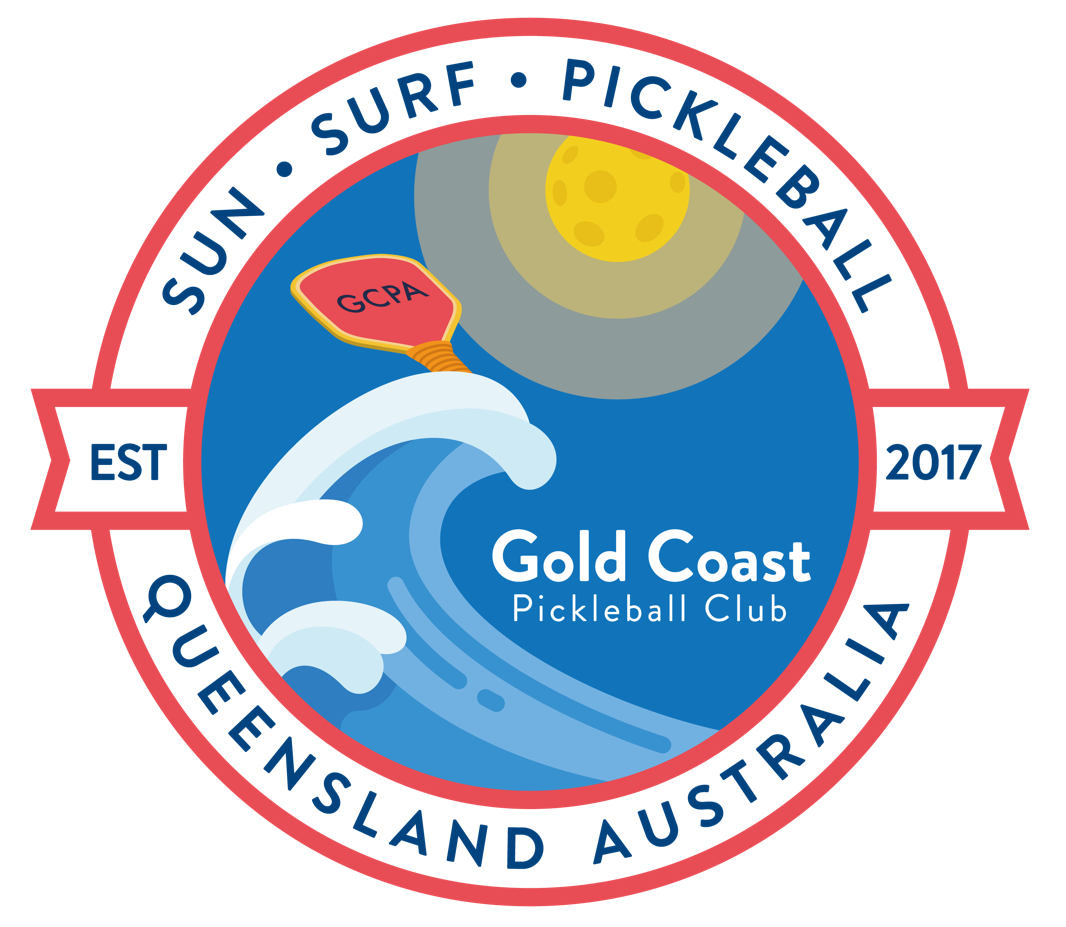 SUN • SURF • PICKLEBALL
GCPA
EST
2017
Gold Coast
Pickleball Club
QUEENSLAND AUSTRALIA